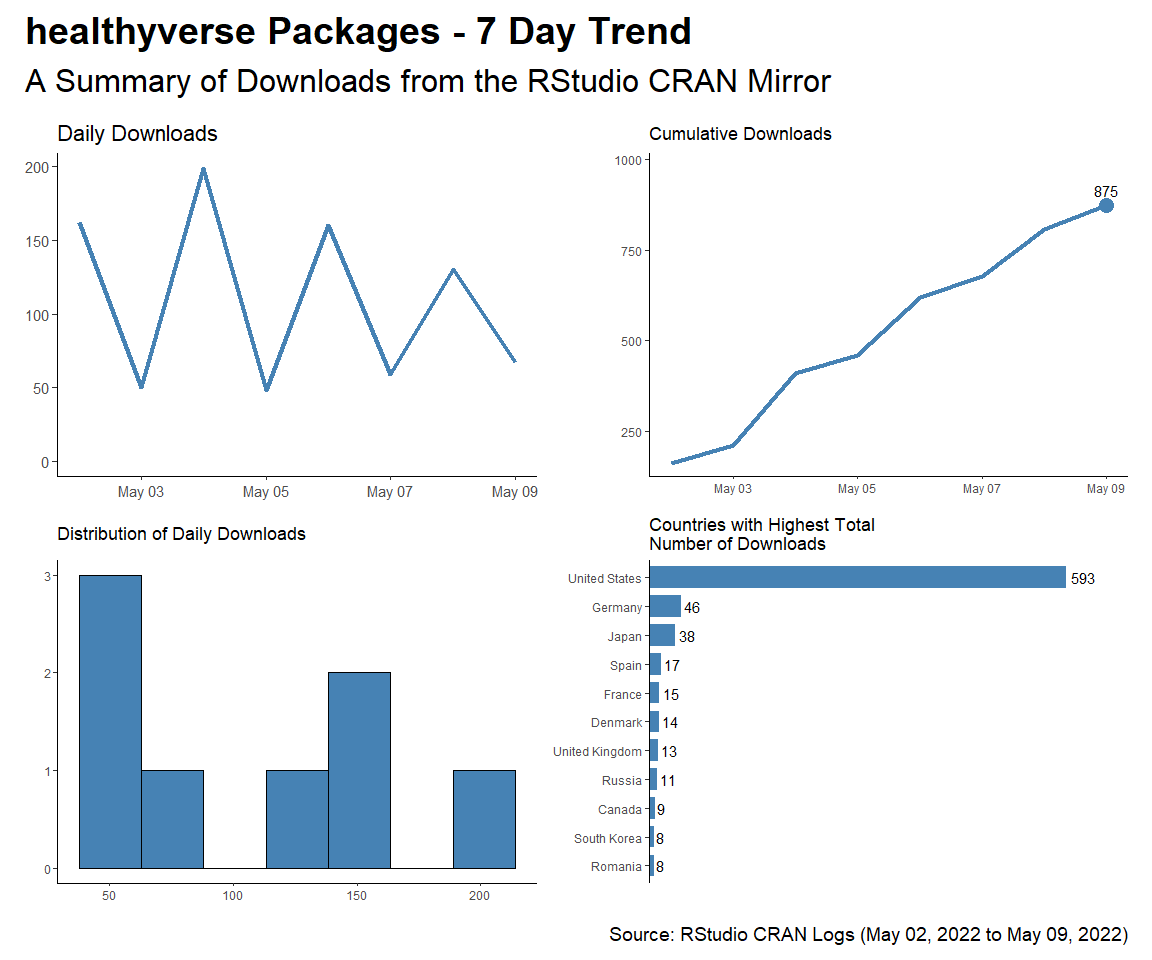 healthyverse Packages - 7 Day Trend
A Summary of Downloads from the RStudio CRAN Mirror
Daily Downloads
200
150
100
50
0
May 03
May 05
May 07
May 09
Cumulative Downloads
1000
750
500
250
875
May 03
May 05
May 07
May 09
Distribution of Daily Downloads
3
2
1
0
50
100
150
200
Countries with Highest Total
Number of Downloads
United States 593
Germany 46
Japan 38
Spain 17
France 15
Denmark 14
United Kingdom 13
Russia 11
Canada 9
South Korea 8
Romania 8
Source: RStudio CRAN Logs (May 02, 2022 to May 09, 2022)